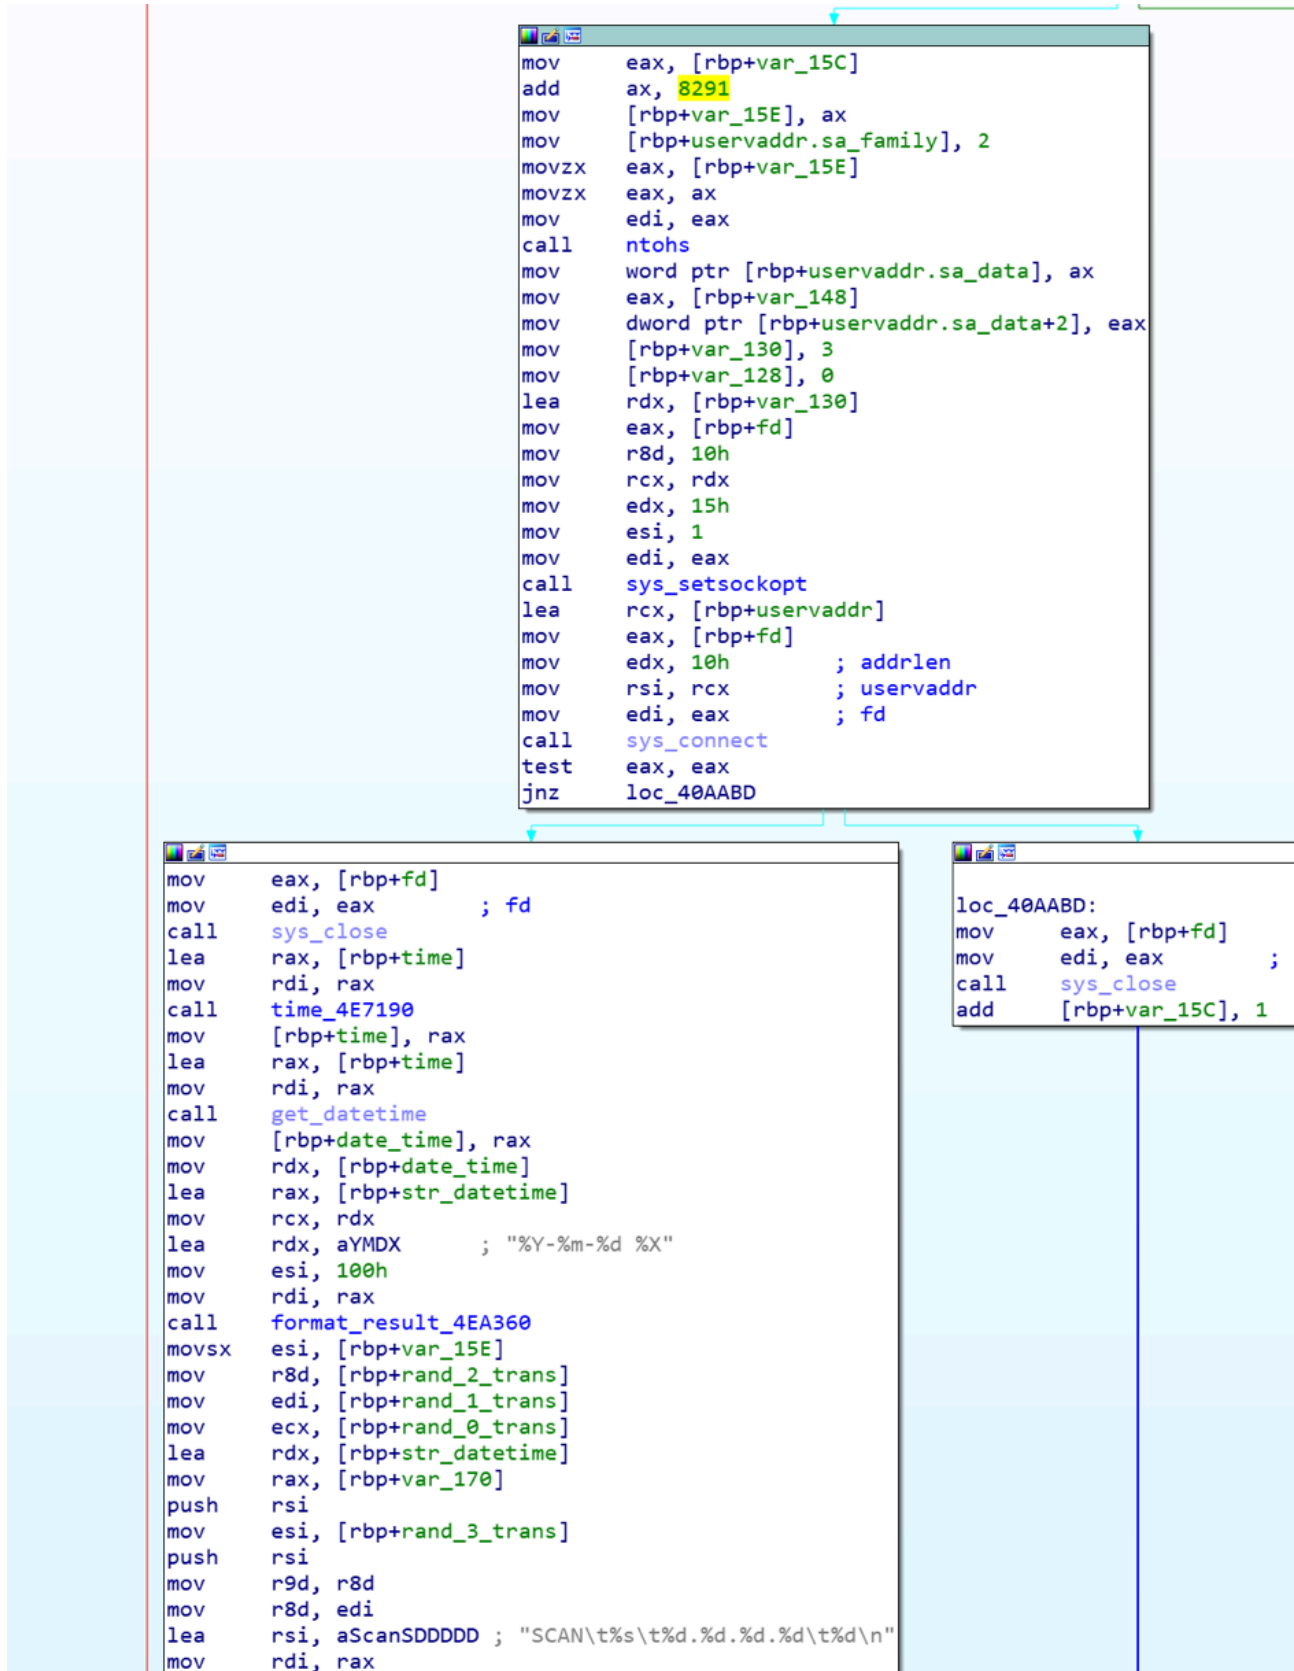 mov eax, [rbp+var_15C]
add ax, 8291
mov [rbp+var_15E], ax
mov [rbp+uservaddr.sa_family], 2
movzx eax, [rbp+var_15E]
movzx eax, ax
mov edi, eax
call ntohs
mov word ptr [rbp+uservaddr.sa_data], ax
mov eax, [rbp+var_148]
mov dword ptr [rbp+uservaddr.sa_data+2], eax
mov [rbp+var_130], 3
mov [rbp+var_128], 0
lea rdx, [rbp+var_130]
mov eax, [rbp+fd]
mov r8d, 10h
mov rcx, rdx
mov edx, 15h
mov esi, 1
mov edi, eax
call sys_setsockopt
lea rcx, [rbp+uservaddr]
mov eax, [rbp+fd]
mov edx, 10h ; addrlen
mov rsi, rcx ; uservaddr
mov edi, eax ; fd
call sys_connect
test eax, eax
jnz loc_40AABD
mov eax, [rbp+fd]
mov edi, eax ; fd
call sys_close
lea rax, [rbp+time]
mov rdi, rax
call time_4E7190
mov [rbp+time], rax
lea rax, [rbp+time]
mov rdi, rax
call get_datetime
mov [rbp+date_time], rax
mov rdx, [rbp+date_time]
lea rax, [rbp+str_datetime]
mov rcx, rdx
lea rdx, aYMDX ; "%Y-%m-%d %X"
mov esi, 100h
mov rdi, rax
call format_result_4EA360
movsx esi, [rbp+var_15E]
mov r8d, [rbp+rand_2_trans]
mov edi, [rbp+rand_1_trans]
mov ecx, [rbp+rand_0_trans]
lea rdx, [rbp+str_datetime]
mov rax, [rbp+var_170]
push rsi
mov esi, [rbp+rand_3_trans]
push rsi
mov r9d, r8d
mov r8d, edi
lea rsi, aScanSDDDDD ; "SCAN\t%s\t%d.%d.%d.%d\t%d\n"
mov rdi, rax
loc_40AABD:
mov eax, [rbp+fd]
mov edi, eax ;
call sys_close
add [rbp+var_15C], 1